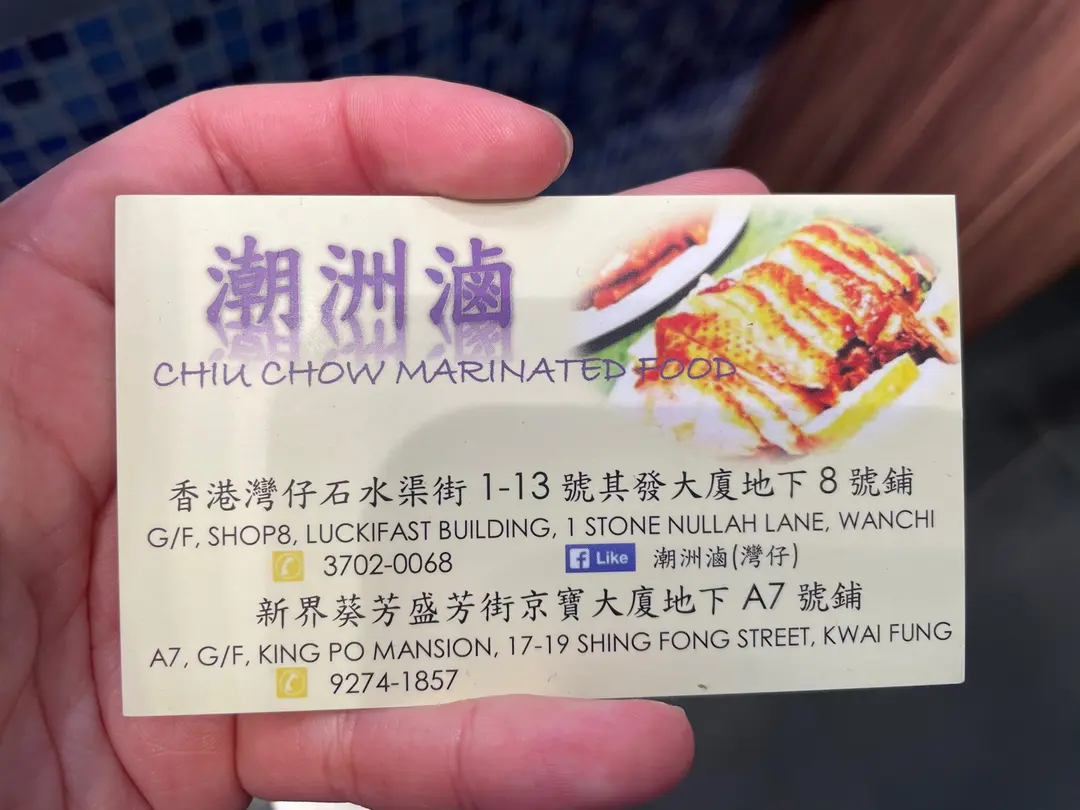 潮洲滷
CHIU CHOW MARINATED FOOD
香港灣仔石水渠街 1-13 號其發大廈地下 8 號鋪
G/F, SHOP8, LUCKIFAST BUILDING, 1 STONE NULLAH LANE, WANCHI
3702-0068 f Like 潮洲滷(灣仔)
新界葵芳盛芳街京寶大廈地下 A7 號鋪
A7, G/F, KING PO MANSION, 17-19 SHING FONG STREET, KWAI FUNG
9274-1857